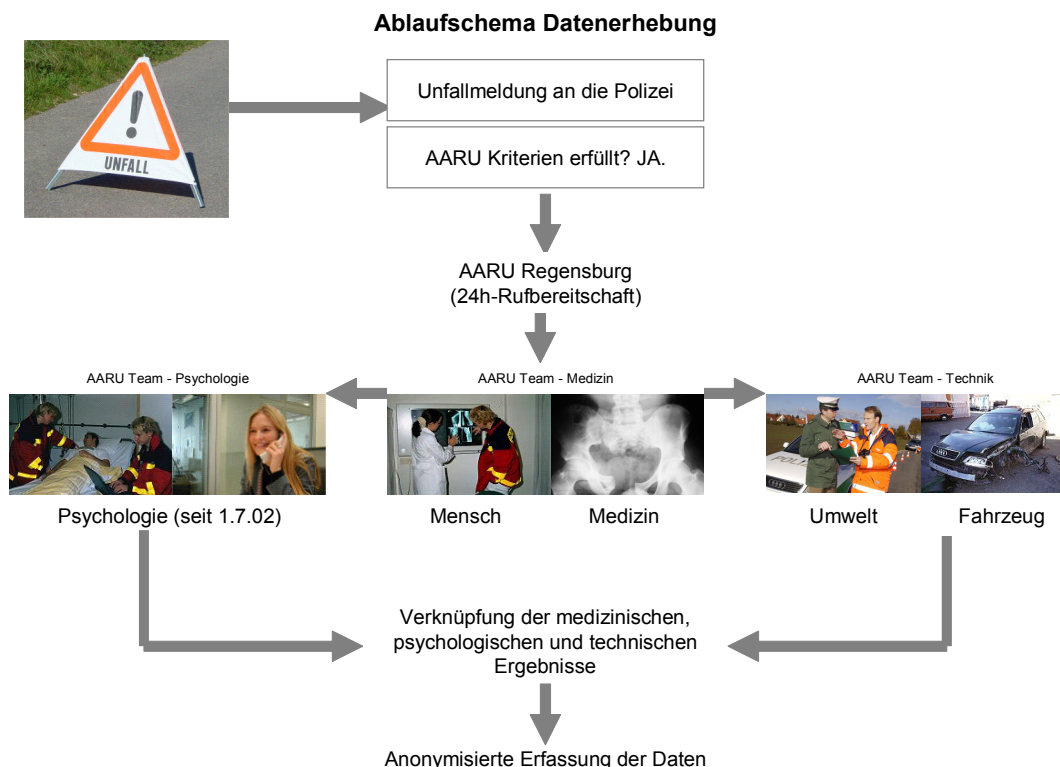 Ablaufschema Datenerhebung
UNFALL
Unfallmeldung an die Polizei
AARU Kriterien erfüllt? JA.
AARU Regensburg
(24h-Rufbereitschaft)
AARU Team - Psychologie
AARU Team - Medizin
AARU Team - Technik
POLIZ
Psychologie (seit 1.7.02)
Mensch
Medizin
Umwelt
Fahrzeug
Verknüpfung der medizinischen,
psychologischen und technischen
Ergebnisse
Anonymisierte Erfassung der Daten